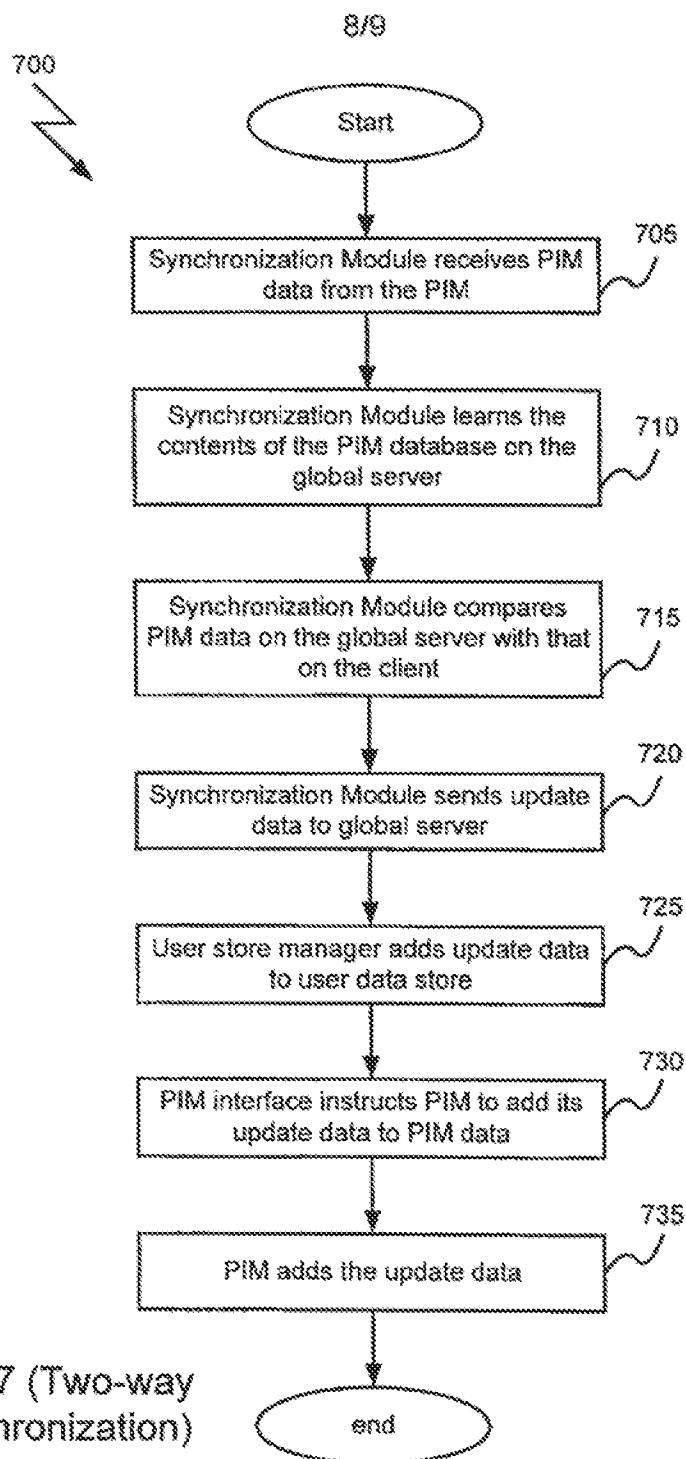 8/9
700
Start
Synchronization Module receives PIM
data from the PIM
705
Synchronization Module learns the
contents of the PIM database on the
global server
710
Synchronization Module compares
PIM data on the global server with that
on the client
715
Synchronization Module sends update
data to global server
720
User store manager adds update data
to user data store
725
PIM interface instructs PIM to add its
update data to PIM data
730
PIM adds the update data
735
end
7 (Two-way
hronization)